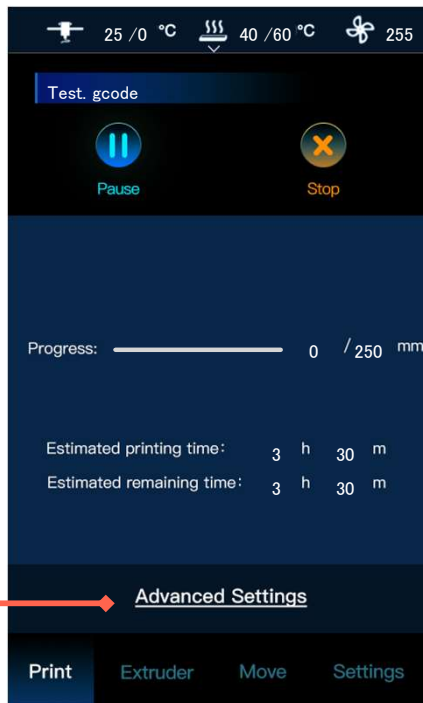 25 /0 °C 40 /60 °C 255
Test. gcode
Pause Stop
Progress: 0 / 250 mm
Estimated printing time: 3 h 30 m
Estimated remaining time: 3 h 30 m
Advanced Settings
Print Extruder Move Settings